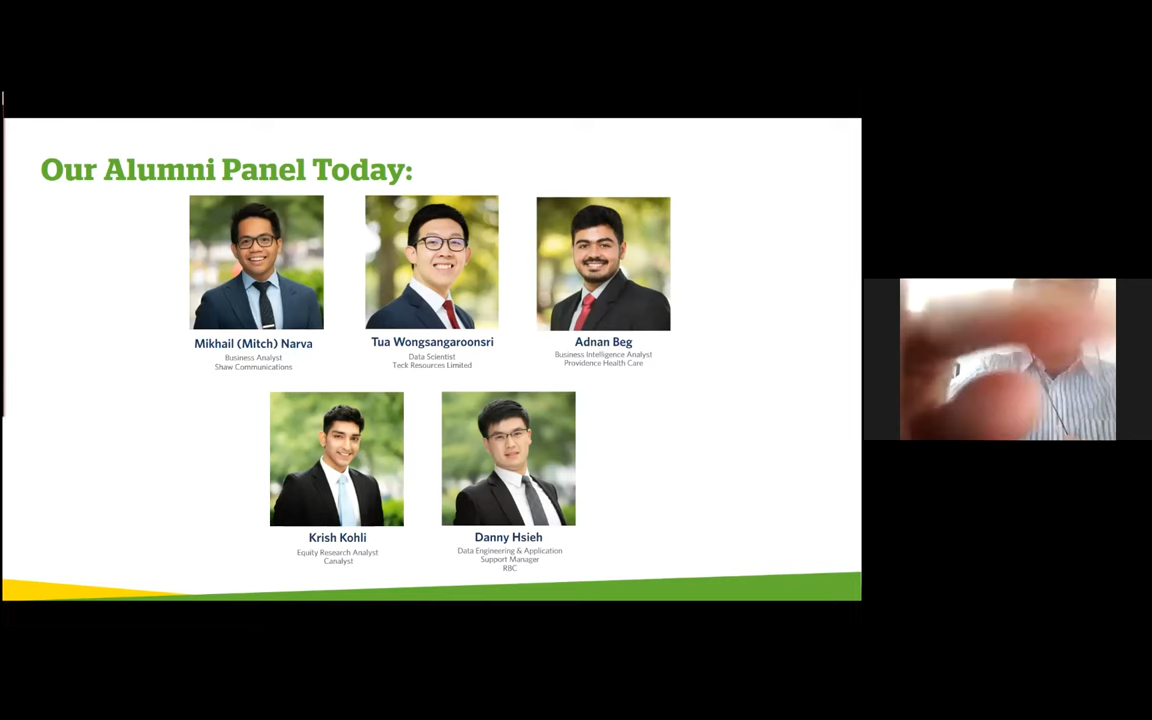 Our Alumni Panel Today:
Mikhail (Mitch) Narva
Business Analyst
Shaw Communications
Tua Wongsangaroonsri
Data Scientist
Teck Resources Limited
Adnan Beg
Business Intelligence Analyst
Providence Health Care
Krish Kohli
Equity Research Analyst
Canalyst
Danny Hsieh
Data Engineering & Application
Support Manager
RBC